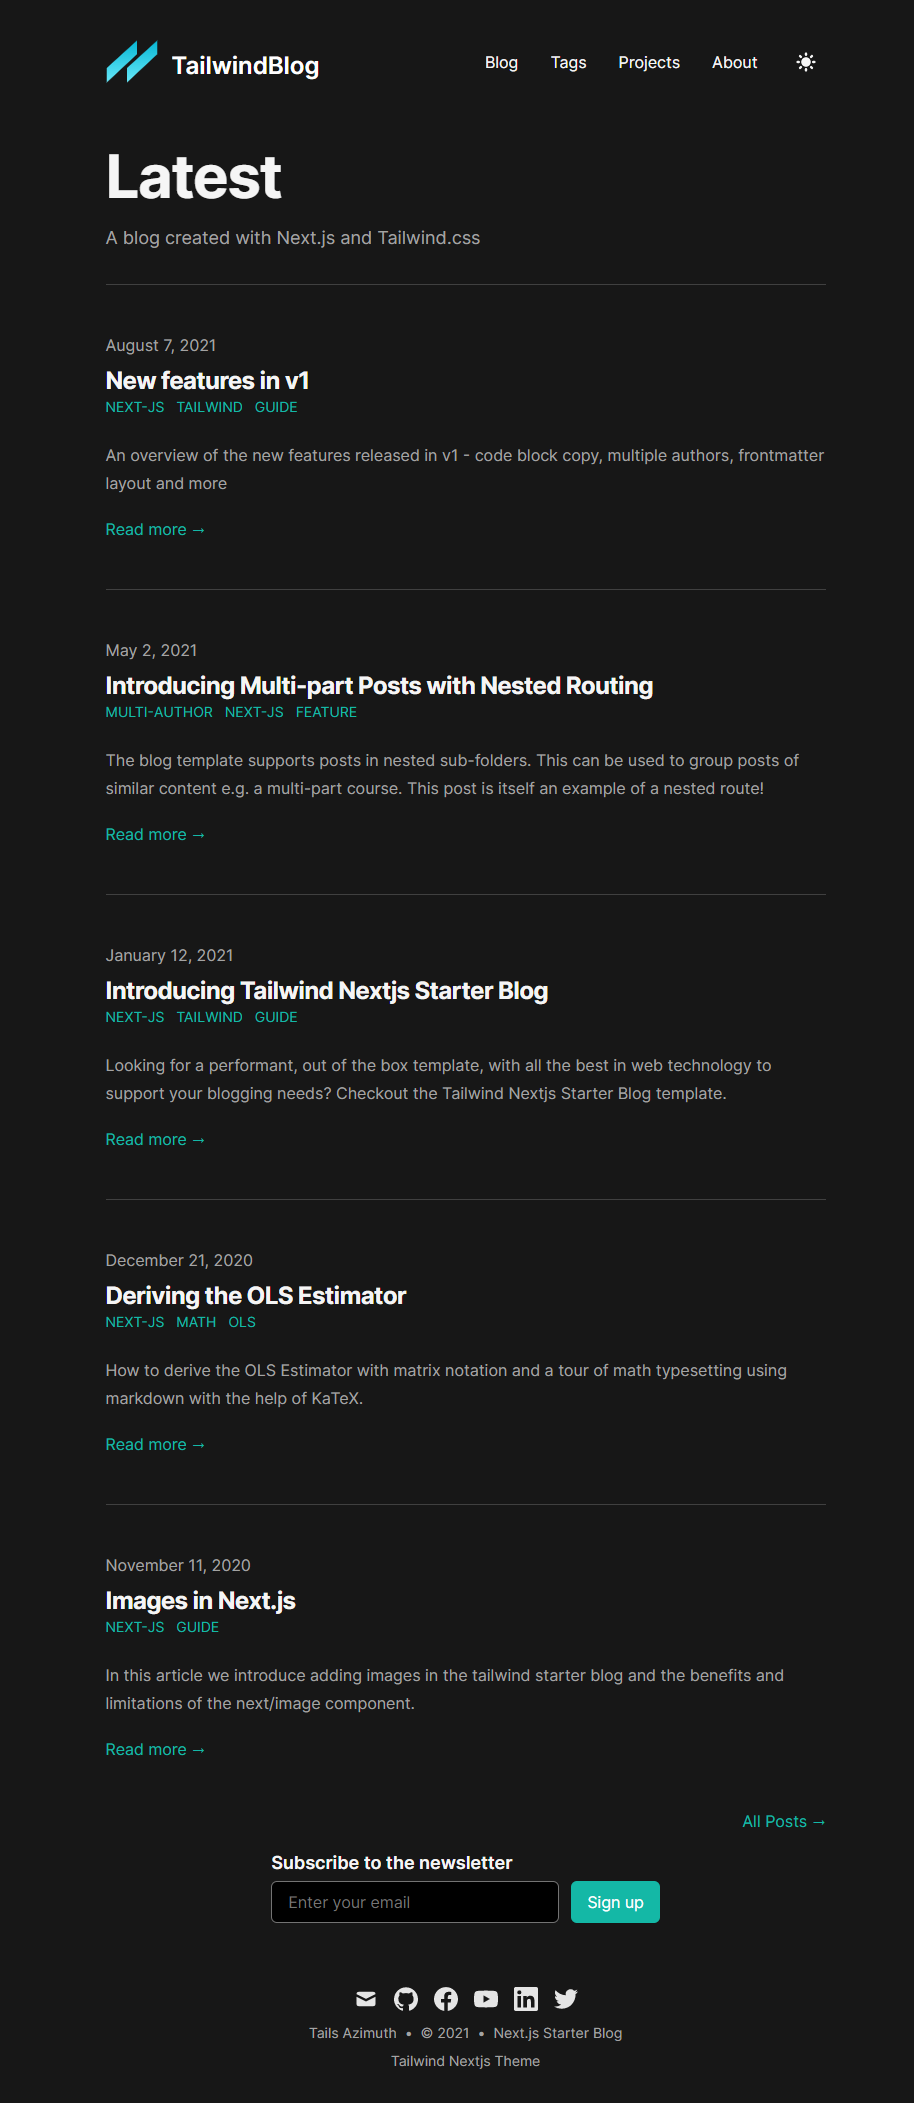 TailwindBlog
Blog Tags Projects About
Latest
A blog created with Next.js and Tailwind.css
August 7, 2021
New features in v1
NEXT-JS TAILWIND GUIDE
An overview of the new features released in v1 - code block copy, multiple authors, frontmatter
layout and more
Read more →
May 2, 2021
Introducing Multi-part Posts with Nested Routing
MULTI-AUTHOR NEXT-JS FEATURE
The blog template supports posts in nested sub-folders. This can be used to group posts of
similar content e.g. a multi-part course. This post is itself an example of a nested route!
Read more →
January 12, 2021
Introducing Tailwind Nextjs Starter Blog
NEXT-JS TAILWIND GUIDE
Looking for a performant, out of the box template, with all the best in web technology to
support your blogging needs? Checkout the Tailwind Nextjs Starter Blog template.
Read more →
December 21, 2020
Deriving the OLS Estimator
NEXT-JS MATH OLS
How to derive the OLS Estimator with matrix notation and a tour of math typesetting using
markdown with the help of KaTeX.
Read more →
November 11, 2020
Images in Next.js
NEXT-JS GUIDE
In this article we introduce adding images in the tailwind starter blog and the benefits and
limitations of the next/image component.
Read more →
All Posts →
Subscribe to the newsletter
Enter your email Sign up
Tails Azimuth • © 2021 • Next.js Starter Blog
Tailwind Nextjs Theme